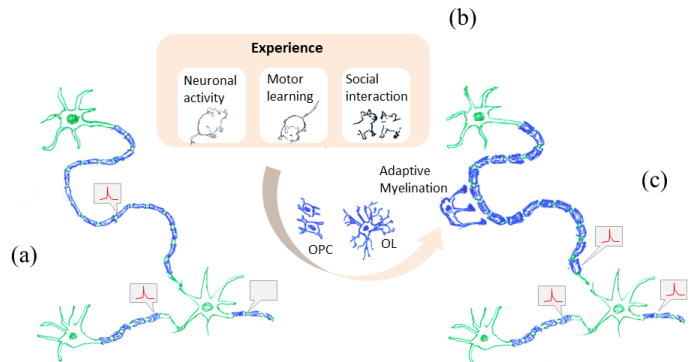 (b)
Experience
Neuronal
activity
Motor
learning
Social
interaction
Adaptive
Myelination
(c)
OPC
OL
(a)